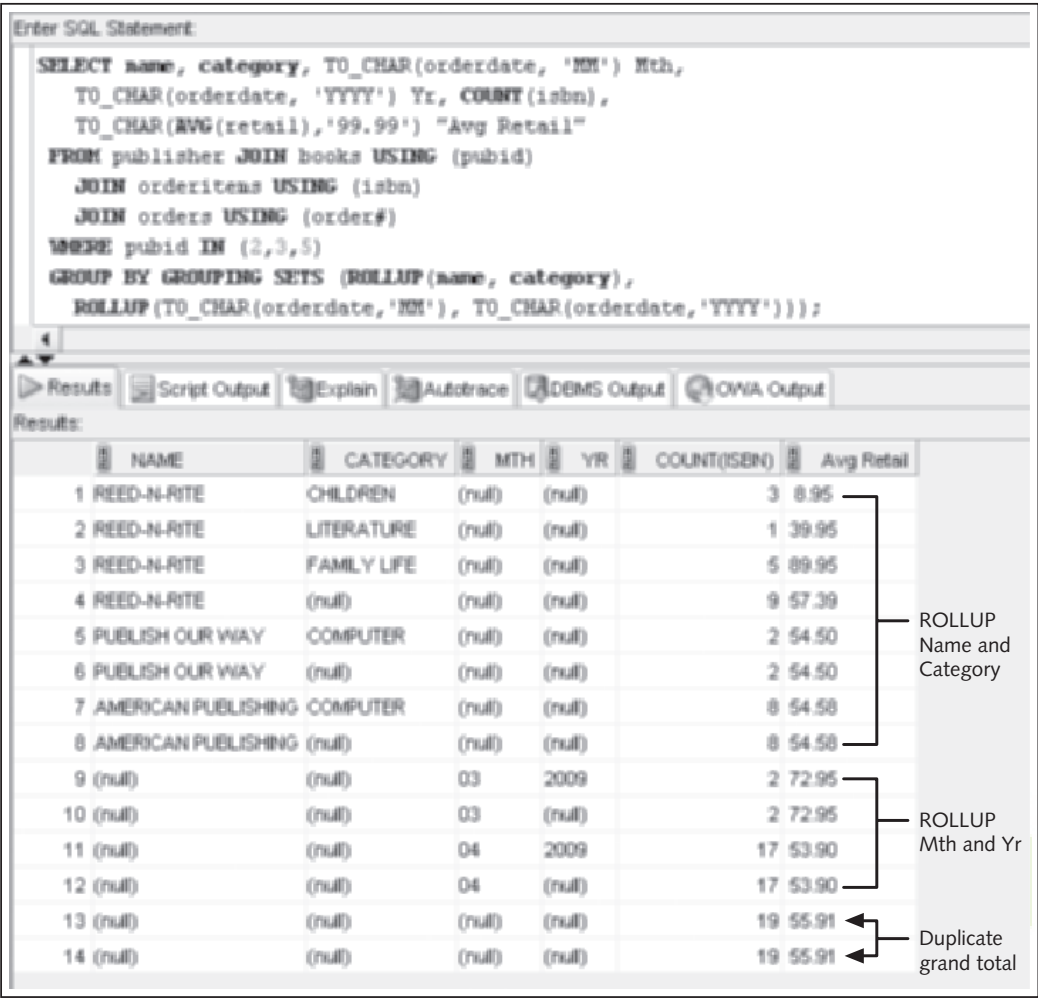 Enter SQL Statement:
SELECT name, category, TO_CHAR(orderdate, 'MM') Mth,
TO_CHAR(orderdate, 'YYYY') Yr, COUNT(isbn),
TO_CHAR(AVG(retail),'99.99') "Avg Retail"
FROM publisher JOIN books USING (pubid)
JOIN orderitems USING (isbn)
JOIN orders USING (order#)
WHERE pubid IN (2,3,5)
GROUP BY GROUPING SETS (ROLLUP(name, category),
ROLLUP(TO_CHAR(orderdate,'MM'), TO_CHAR(orderdate,'YYYY')));
Results Script Output Explain Autotrace DBMS Output OWA Output
Results:
NAME CATEGORY MTH YR COUNT(ISBN) Avg Retail
1 REED-N-RITE CHILDREN (null) (null) 3 8.95
2 REED-N-RITE LITERATURE (null) (null) 1 39.95
3 REED-N-RITE FAMILY LIFE (null) (null) 5 89.95
4 REED-N-RITE (null) (null) (null) 9 57.39
5 PUBLISH OUR WAY COMPUTER (null) (null) 2 54.50
6 PUBLISH OUR WAY (null) (null) (null) 2 54.50
7 AMERICAN PUBLISHING COMPUTER (null) (null) 8 54.58
8 AMERICAN PUBLISHING (null) (null) (null) 8 54.58
ROLLUP
Name and
Category
9 (null) (null) 03 2009 2 72.95
10 (null) (null) 03 (null) 2 72.95
11 (null) (null) 04 2009 17 53.90
12 (null) (null) 04 (null) 17 53.90
ROLLUP
Mth and Yr
13 (null) (null) (null) (null) 19 55.91
14 (null) (null) (null) (null) 19 55.91
Duplicate
grand total